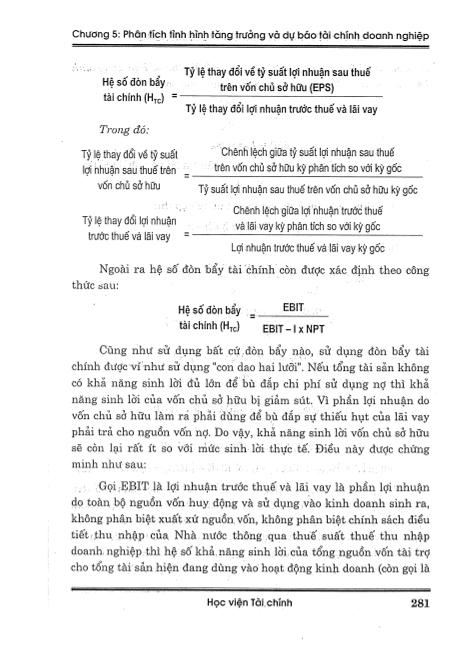 Chương 5: Phân tích tình hình tăng trưởng và dự báo tài chính doanh nghiệp
Hệ số đòn bẩy
tài chính (HTC)
=
Tỷ lệ thay đổi về tỷ suất lợi nhuận sau thuế
trên vốn chủ sở hữu (EPS)
Tỷ lệ thay đổi lợi nhuận trước thuế và lãi vay
Trong đó:
Tỷ lệ thay đổi về tỷ suất
lợi nhuận sau thuế trên
vốn chủ sở hữu
=
Chênh lệch giữa tỷ suất lợi nhuận sau thuế
trên vốn chủ sở hữu kỳ phân tích so với kỳ gốc
Tỷ suất lợi nhuận sau thuế trên vốn chủ sở hữu kỳ gốc
Tỷ lệ thay đổi lợi nhuận
trước thuế và lãi vay
=
Chênh lệch giữa lợi nhuận trước thuế
và lãi vay kỳ phân tích so với kỳ gốc
Lợi nhuận trước thuế và lãi vay kỳ gốc
Ngoài ra hệ số đòn bẩy tài chính còn được xác định theo công
thức sau:
Hệ số đòn bẩy
tài chính (HTC)
=
EBIT
EBIT – I x NPT
Cũng như sử dụng bất cứ đòn bẩy nào, sử dụng đòn bẩy tài
chính được ví như sử dụng "con dao hai lưỡi". Nếu tổng tài sản không
có khả năng sinh lời đủ lớn để bù đắp chi phí sử dụng nợ thì khả
năng sinh lời của vốn chủ sở hữu bị giảm sút. Vì phần lợi nhuận do
vốn chủ sở hữu làm ra phải dùng để bù đắp sự thiếu hụt của lãi vay
phải trả cho nguồn vốn nợ. Do vậy, khả năng sinh lời vốn chủ sở hữu
sẽ còn lại rất ít so với mức sinh lời thực tế. Điều này được chứng
minh như sau:
Gọi EBIT là lợi nhuận trước thuế và lãi vay là phần lợi nhuận
do toàn bộ nguồn vốn huy động và sử dụng vào kinh doanh sinh ra,
không phân biệt xuất xứ nguồn vốn, không phân biệt chính sách điều
tiết thu nhập của Nhà nước thông qua thuế suất thuế thu nhập
doanh nghiệp thì hệ số khả năng sinh lời của tổng nguồn vốn tài trợ
cho tổng tài sản hiện đang dùng vào hoạt động kinh doanh (còn gọi là
Học viện Tài chính
281